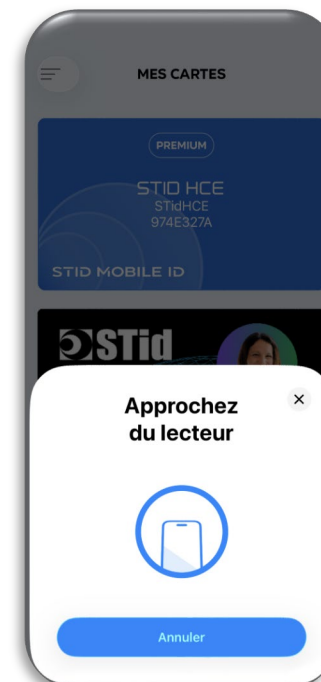 MES CARTES
PREMIUM
STID HCE
STidHCE
974E327A
STID MOBILE ID
STid
Approchez
du lecteur
Annuler